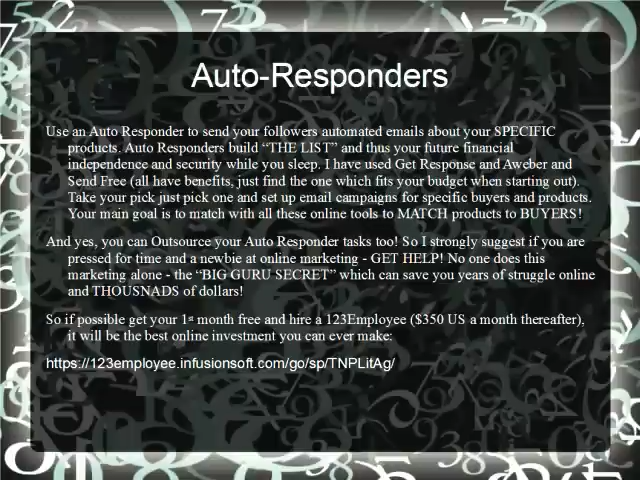 Auto-Responders
Use an Auto Responder to send your followers automated emails about your SPECIFIC
products. Auto Responders build “THE LIST” and thus your future financial
independence and security while you sleep. I have used Get Response and Aweber and
Send Free (all have benefits, just find the one which fits your budget when starting out).
Take your pick just pick one and set up email campaigns for specific buyers and products.
Your main goal is to match with all these online tools to MATCH products to BUYERS!
And yes, you can Outsource your Auto Responder tasks too! So I strongly suggest if you are
pressed for time and a newbie at online marketing - GET HELP! No one does this
marketing alone - the “BIG GURU SECRET” which can save you years of struggle online
and THOUSNADS of dollars!
So if possible get your 1st month free and hire a 123Employee ($350 US a month thereafter),
it will be the best online investment you can ever make:
https://123employee.infusionsoft.com/go/sp/TNPLitAg/